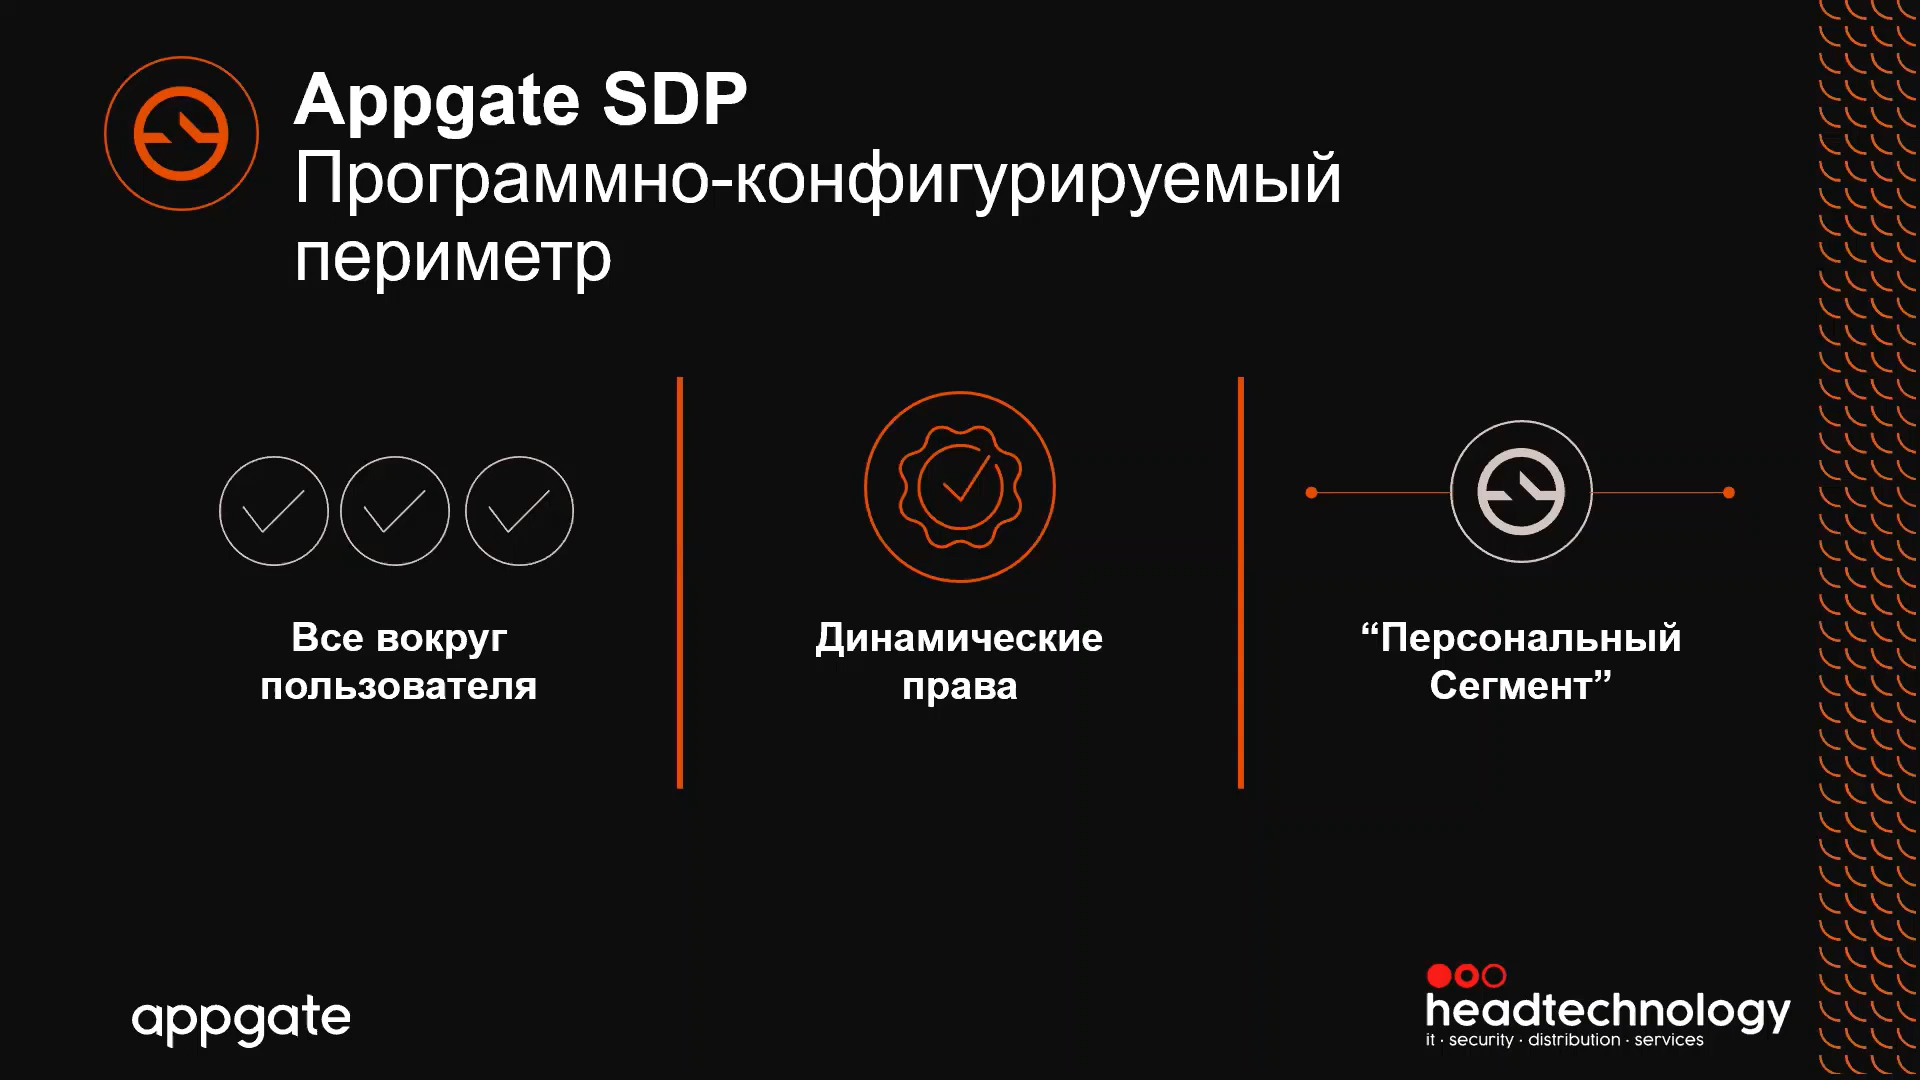 Appgate SDP
Программно-конфигурируемый
периметр
Все вокруг
пользователя
Динамические
права
“Персональный
Сегмент”
appgate
headtechnology
it · security · distribution · services